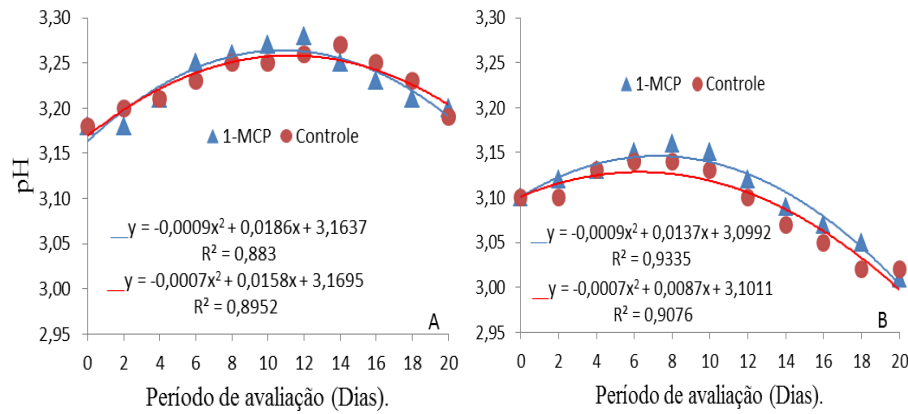 3,30
3,25
3,20
3,15
3,10
3,05
3,00
2,95
pH
1-MCP Controle
y = -0,0009x² + 0,0186x + 3,1637
R² = 0,883
y = -0,0007x² + 0,0158x + 3,1695
R² = 0,8952
A
0 2 4 6 8 10 12 14 16 18 20
Período de avaliação (Dias).
3,30
3,25
3,20
3,15
3,10
3,05
3,00
2,95
1-MCP Controle
y = -0,0009x² + 0,0137x + 3,0992
R² = 0,9335
y = -0,0007x² + 0,0087x + 3,1011
R² = 0,9076
B
0 2 4 6 8 10 12 14 16 18 20
Período de avaliação (Dias).